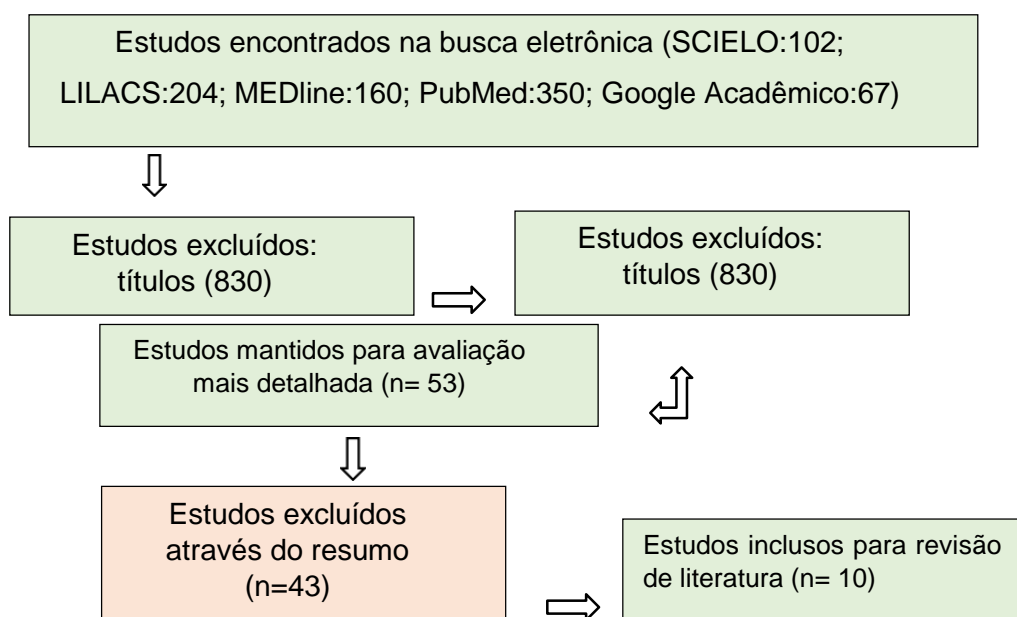 Estudos encontrados na busca eletrônica (SCIELO:102;
LILACS:204; MEDline:160; PubMed:350; Google Acadêmico:67)
Estudos excluídos:
títulos (830)
Estudos excluídos:
títulos (830)
Estudos mantidos para avaliação
mais detalhada (n= 53)
Estudos excluídos
através do resumo
(n=43)
Estudos inclusos para revisão
de literatura (n= 10)